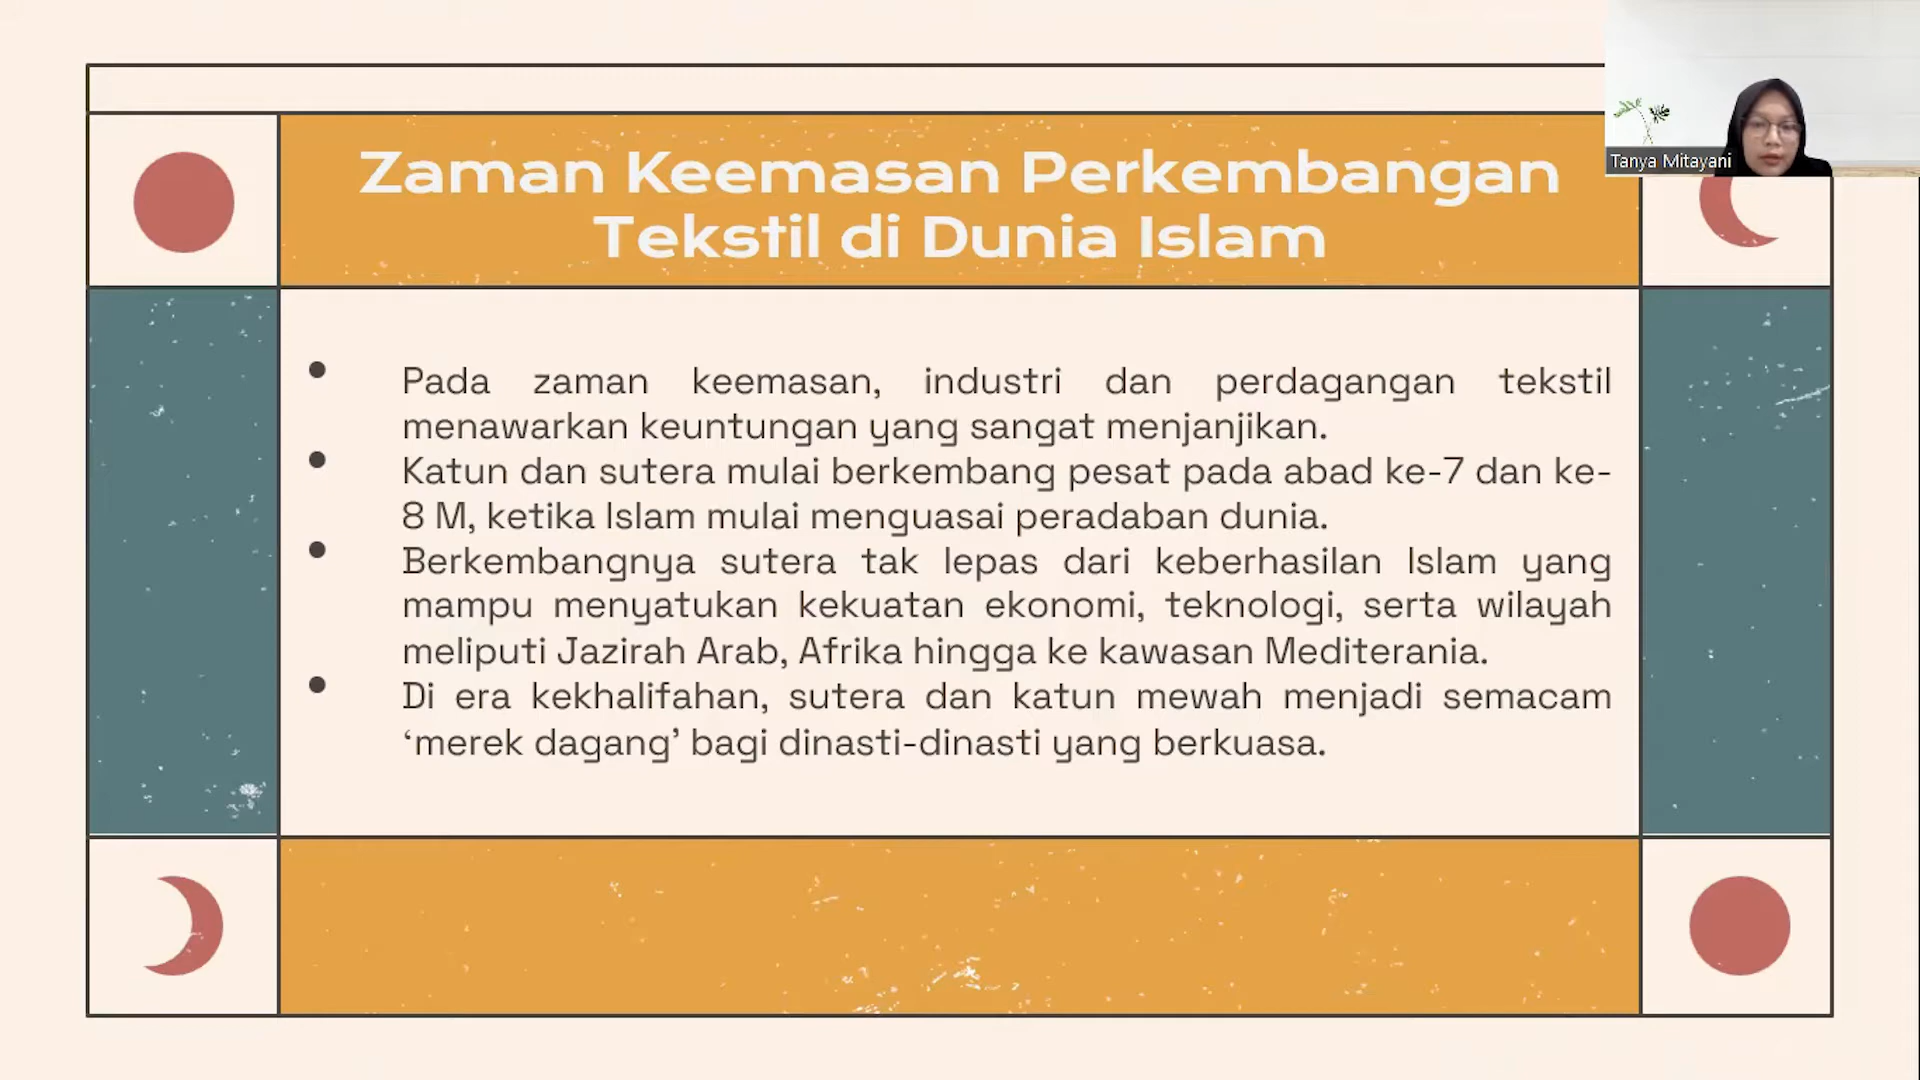 Zaman Keemasan Perkembangan
Tekstil di Dunia Islam
Tanya Mitayani
• Pada zaman keemasan, industri dan perdagangan tekstil
menawarkan keuntungan yang sangat menjanjikan.
• Katun dan sutera mulai berkembang pesat pada abad ke-7 dan ke-
8 M, ketika Islam mulai menguasai peradaban dunia.
• Berkembangnya sutera tak lepas dari keberhasilan Islam yang
mampu menyatukan kekuatan ekonomi, teknologi, serta wilayah
meliputi Jazirah Arab, Afrika hingga ke kawasan Mediterania.
• Di era kekhalifahan, sutera dan katun mewah menjadi semacam
‘merek dagang’ bagi dinasti-dinasti yang berkuasa.